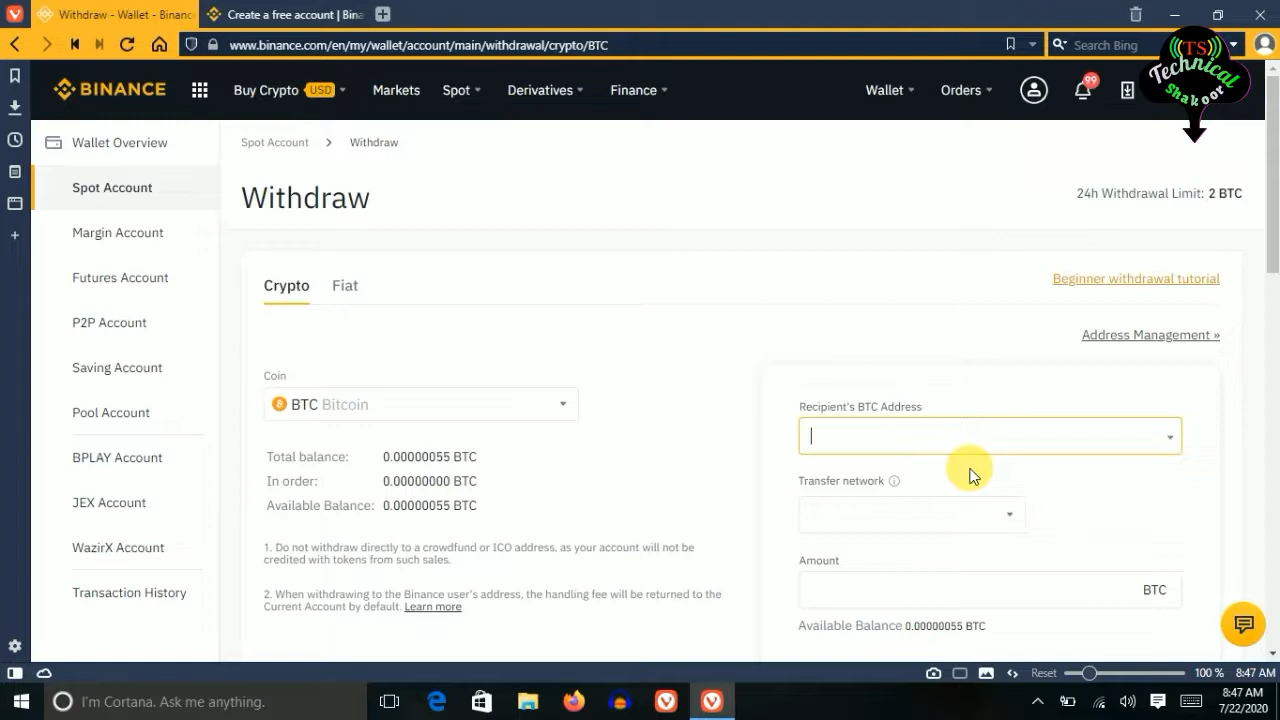 Withdraw - Wallet - Binance
Create a free account | Bina
www.binance.com/en/my/wallet/account/main/withdrawal/crypto/BTC
Search Bing
TS
Technical
Shakoor
BINANCE
Buy Crypto USD
Markets
Spot
Derivatives
Finance
Wallet
Orders
99
Wallet Overview
Spot Account
Margin Account
Futures Account
P2P Account
Saving Account
Pool Account
BPLAY Account
JEX Account
WazirX Account
Transaction History
Spot Account > Withdraw
Withdraw
24h Withdrawal Limit: 2 BTC
Crypto
Fiat
Beginner withdrawal tutorial
Address Management »
Coin
BTC Bitcoin
Total balance: 0.00000055 BTC
In order: 0.00000000 BTC
Available Balance: 0.00000055 BTC
1. Do not withdraw directly to a crowdfund or ICO address, as your account will not be
credited with tokens from such sales.
2. When withdrawing to the Binance user's address, the handling fee will be returned to the
Current Account by default. Learn more
Recipient's BTC Address
Transfer network
Amount
BTC
Available Balance 0.00000055 BTC
Reset
100 %
8:47 AM
I'm Cortana. Ask me anything.
8:47 AM
7/22/2020